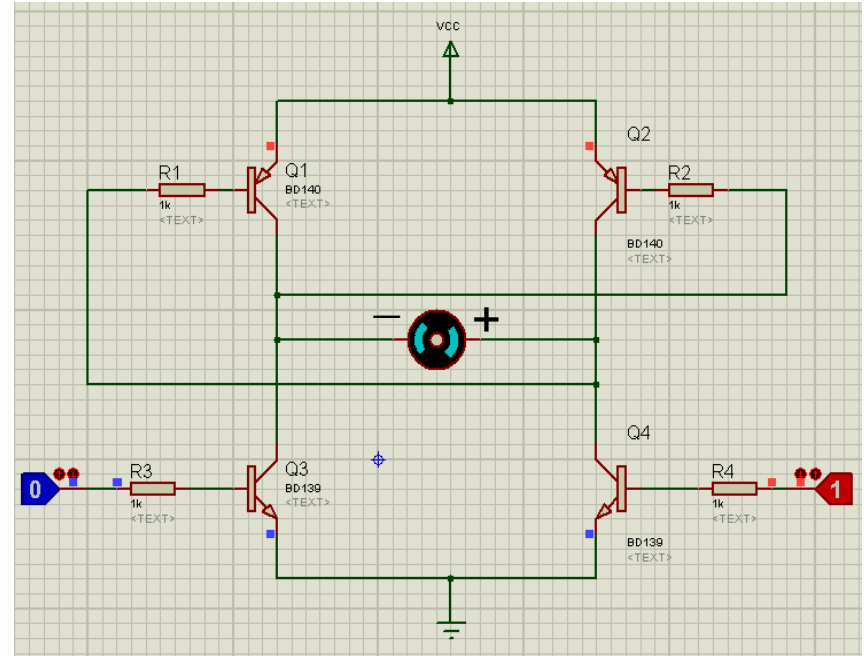 VCC
Q2
R1
Q1
R2
1k
BD140
1k
<TEXT>
<TEXT>
<TEXT>
BD140
<TEXT>
— +
Q4
R3
Q3
R4
0
1
1k
BD139
1k
<TEXT>
<TEXT>
<TEXT>
BD139
<TEXT>